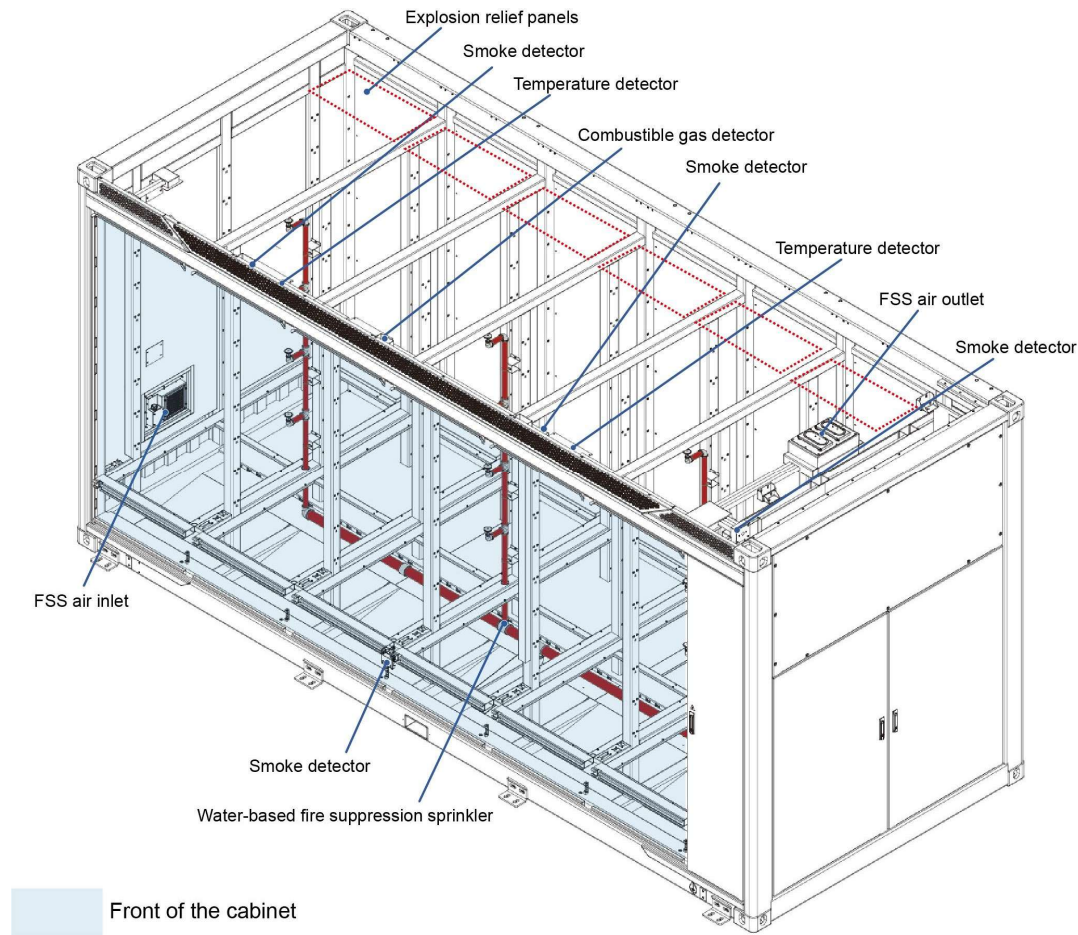 Explosion relief panels
Smoke detector
Temperature detector
Combustible gas detector
Smoke detector
Temperature detector
FSS air outlet
Smoke detector
FSS air inlet
Smoke detector
Water-based fire suppression sprinkler
Front of the cabinet